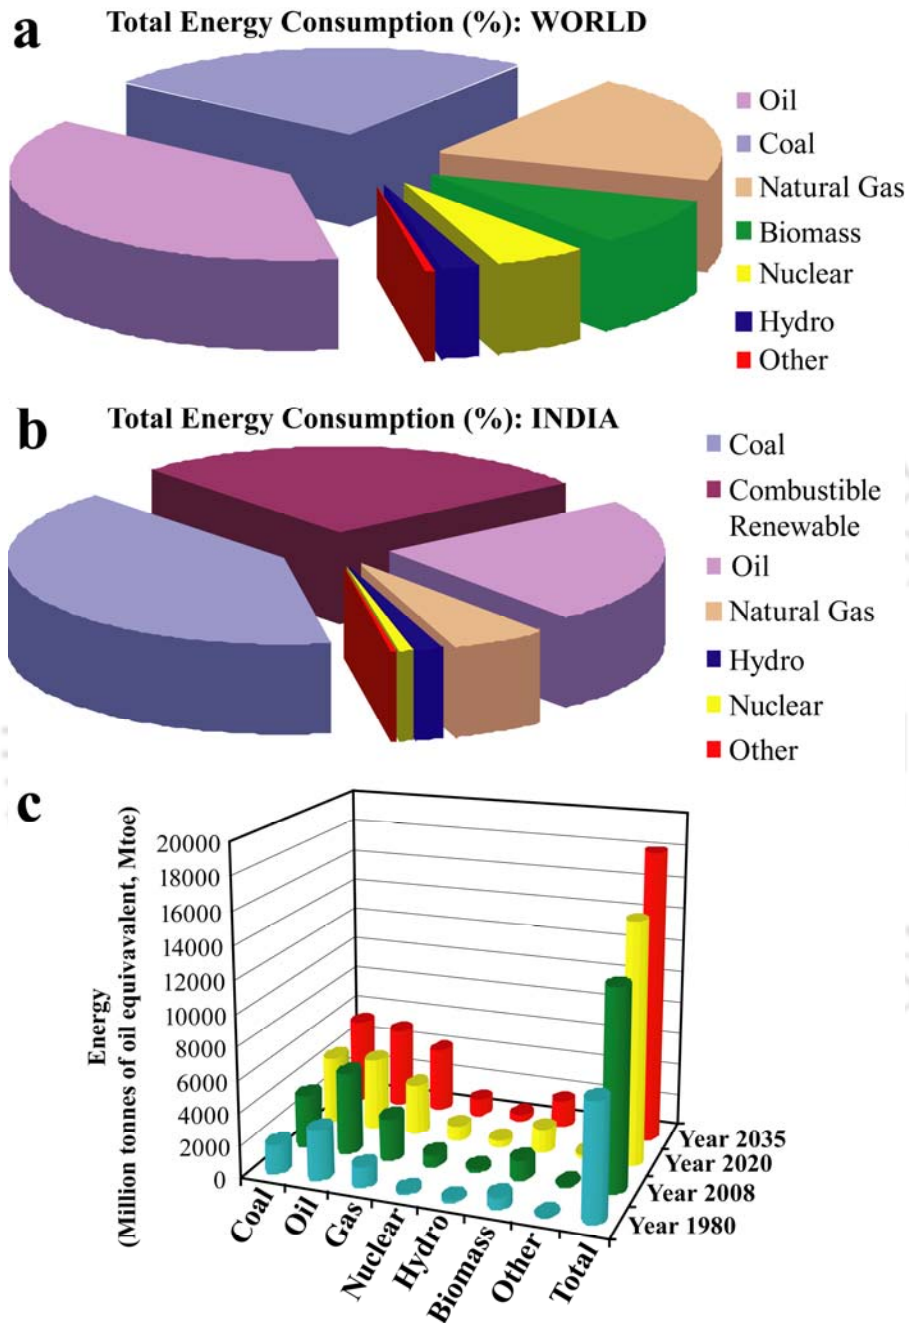 a
Total Energy Consumption (%): WORLD
Oil
Coal
Natural Gas
Biomass
Nuclear
Hydro
Other
b
Total Energy Consumption (%): INDIA
Coal
Combustible
Renewable
Oil
Natural Gas
Hydro
Nuclear
Other
c
Energy
(Million tonnes of oil equivavalent, Mtoe)
20000
18000
16000
14000
12000
10000
8000
6000
4000
2000
0
Coal
Oil
Gas
Nuclear
Hydro
Biomass
Other
Total
Year 2035
Year 2020
Year 2008
Year 1980